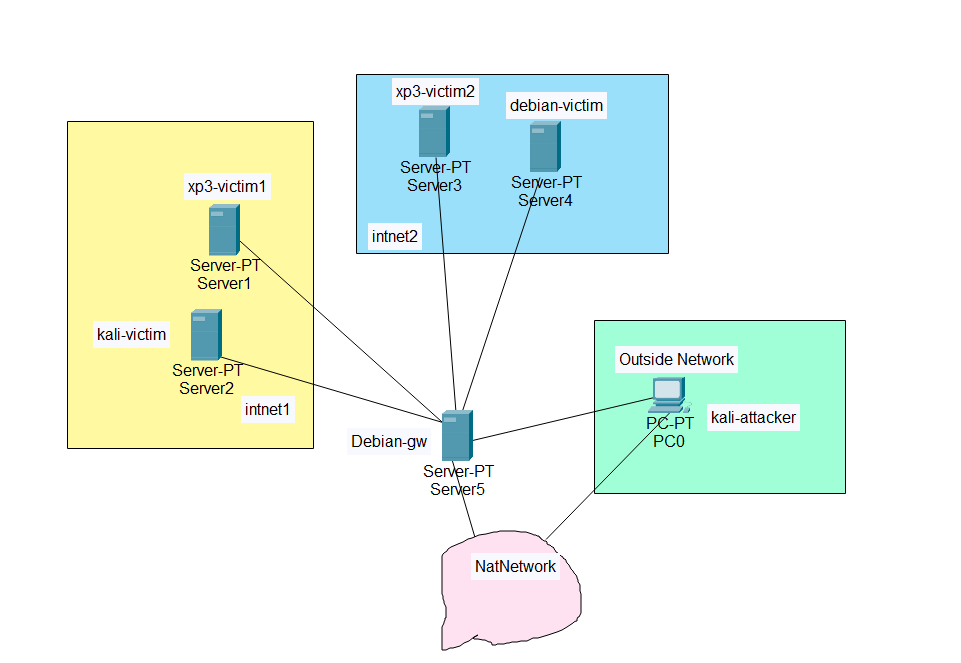 xp3-victim2
debian-victim
Server-PT
Server3
Server-PT
Server4
intnet2
xp3-victim1
Server-PT
Server1
kali-victim
Server-PT
Server2
intnet1
Outside Network
kali-attacker
PC-PT
PC0
Debian-gw
Server-PT
Server5
NatNetwork